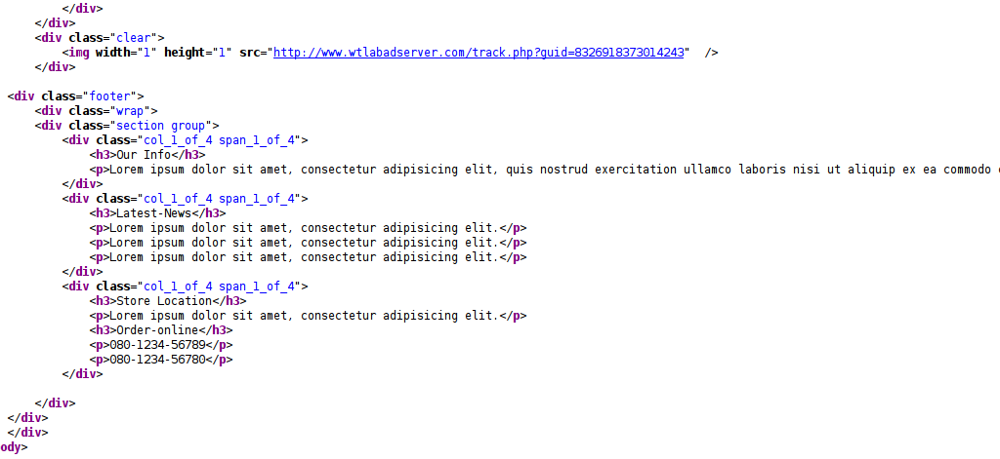 </div>
</div>
<div class="clear">
<img width="1" height="1" src="http://www.wtlabadserver.com/track.php?guid=8326918373014243" />
</div>
<div class="footer">
<div class="wrap">
<div class="section group">
<div class="col_1_of_4 span_1_of_4">
<h3>Our Info</h3>
<p>Lorem ipsum dolor sit amet, consectetur adipisicing elit, quis nostrud exercitation ullamco laboris nisi ut aliquip ex ea commodo
</div>
<div class="col_1_of_4 span_1_of_4">
<h3>Latest-News</h3>
<p>Lorem ipsum dolor sit amet, consectetur adipisicing elit.</p>
<p>Lorem ipsum dolor sit amet, consectetur adipisicing elit.</p>
<p>Lorem ipsum dolor sit amet, consectetur adipisicing elit.</p>
</div>
<div class="col_1_of_4 span_1_of_4">
<h3>Store Location</h3>
<p>Lorem ipsum dolor sit amet, consectetur adipisicing elit.</p>
<h3>Order-online</h3>
<p>080-1234-56789</p>
<p>080-1234-56780</p>
</div>
</div>
</div>
</div>
ody>